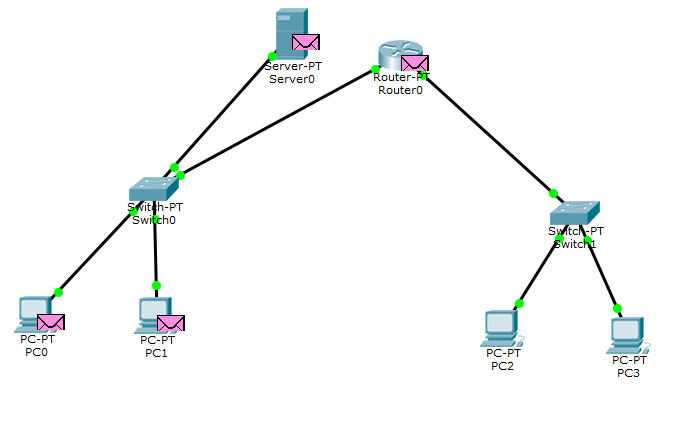 Server-PT
Server0
Router-PT
Router0
Switch-PT
Switch0
Switch-PT
Switch1
PC-PT
PC0
PC-PT
PC1
PC-PT
PC2
PC-PT
PC3